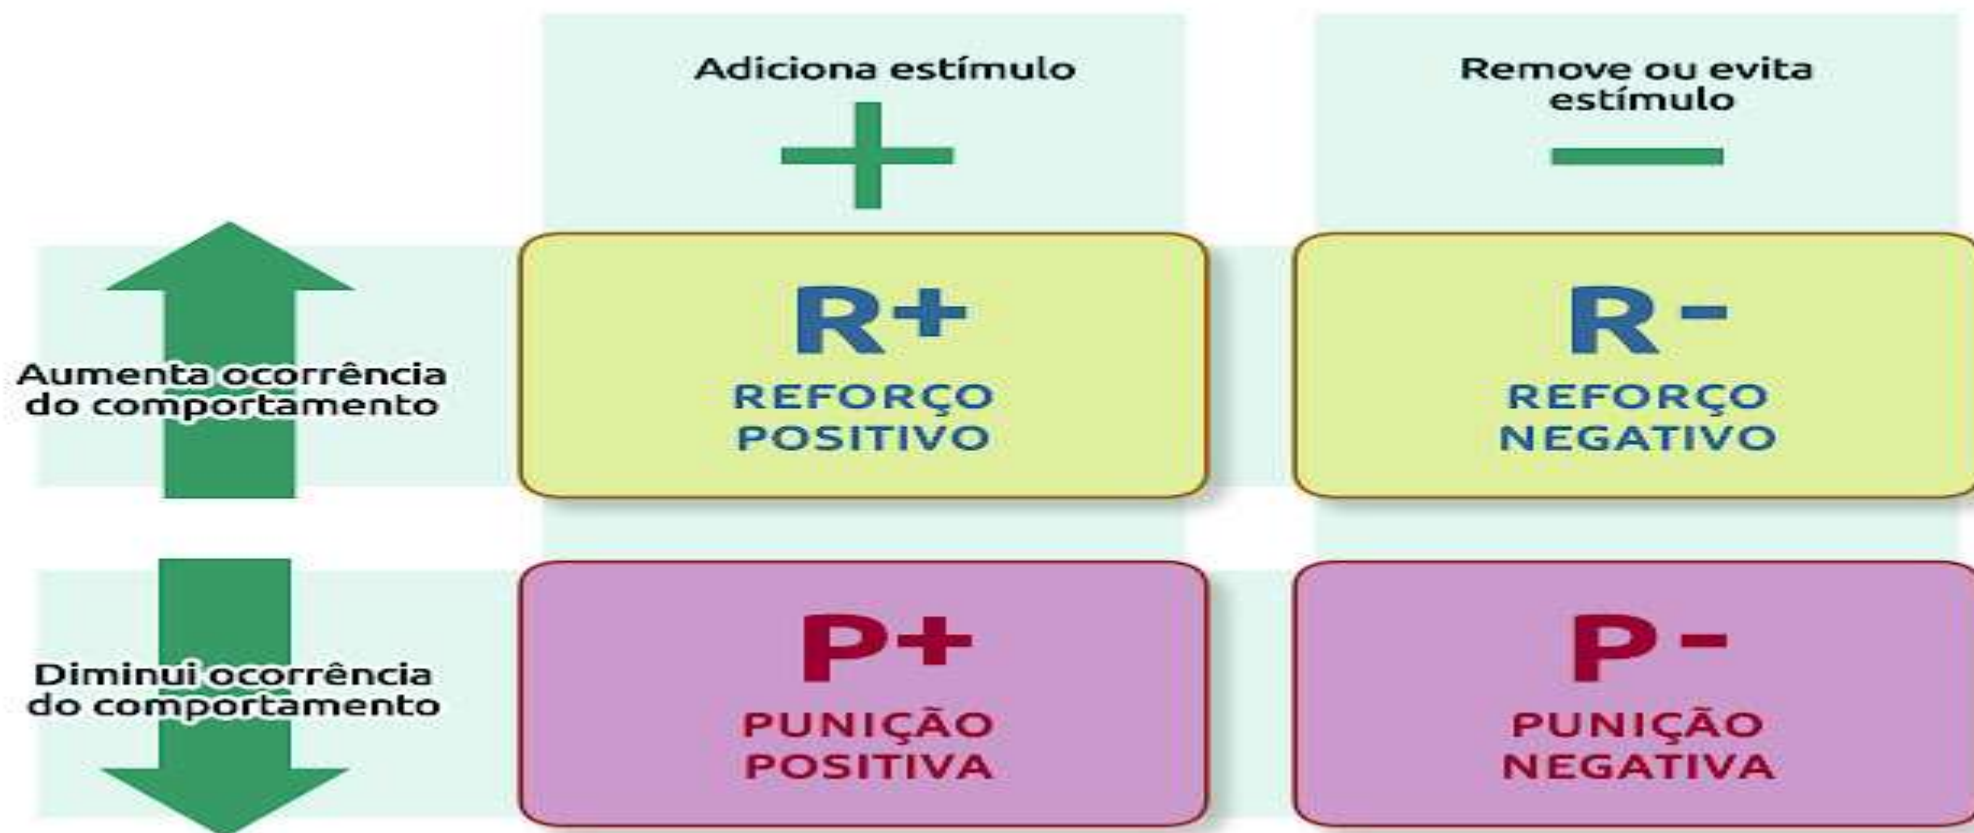 Adiciona estímulo
Remove ou evita
estímulo
Aumenta ocorrência
do comportamento
R+
REFORÇO
POSITIVO
R-
REFORÇO
NEGATIVO
Diminui ocorrência
do comportamento
P+
PUNIÇÃO
POSITIVA
P-
PUNIÇÃO
NEGATIVA